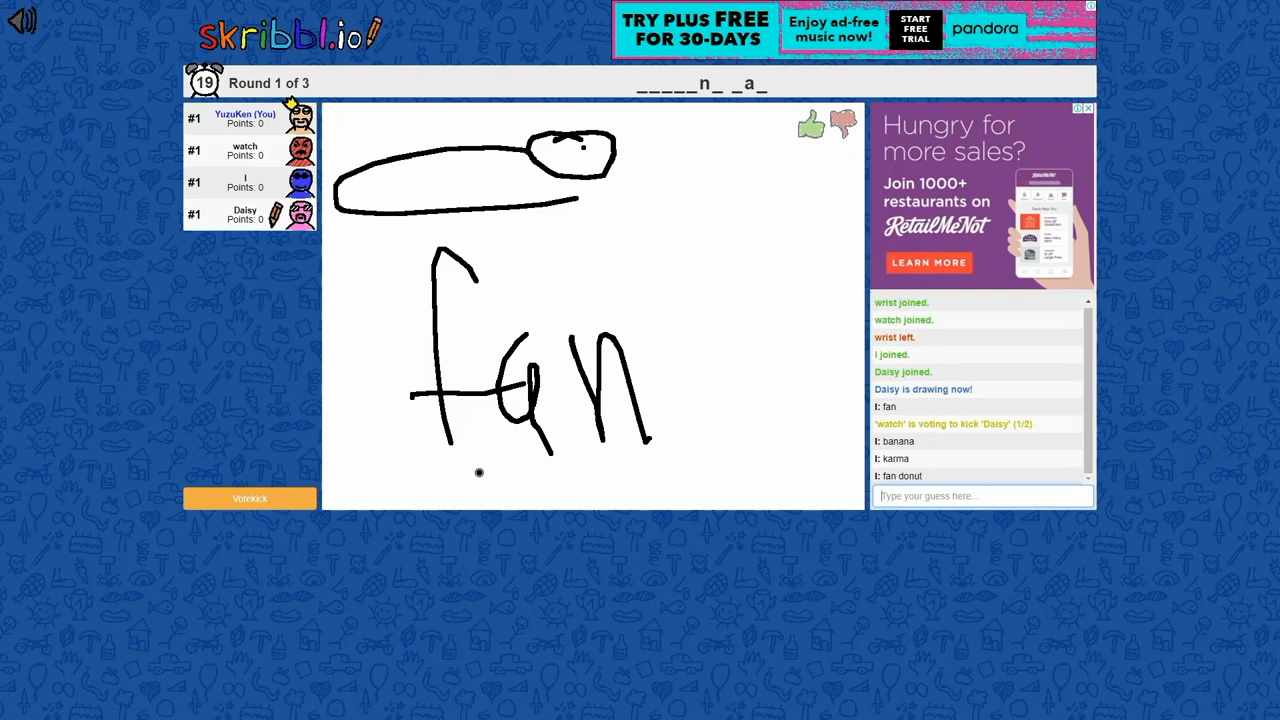 skribbl.io
TRY PLUS FREE
FOR 30-DAYS
Enjoy ad-free
music now!
START
FREE
TRIAL
pandora
19
Round 1 of 3
_____n_ _a_
#1
YuzuKen (You)
Points: 0
#1
watch
Points: 0
#1
I
Points: 0
#1
Daisy
Points: 0
fan
Votekick
Hungry for
more sales?
Join 1000+
restaurants on
RetailMeNot
LEARN MORE
wrist joined.
watch joined.
wrist left.
I joined.
Daisy joined.
Daisy is drawing now!
I: fan
'watch' is voting to kick 'Daisy' (1/2)
I: banana
I: karma
I: fan donut
Type your guess here...